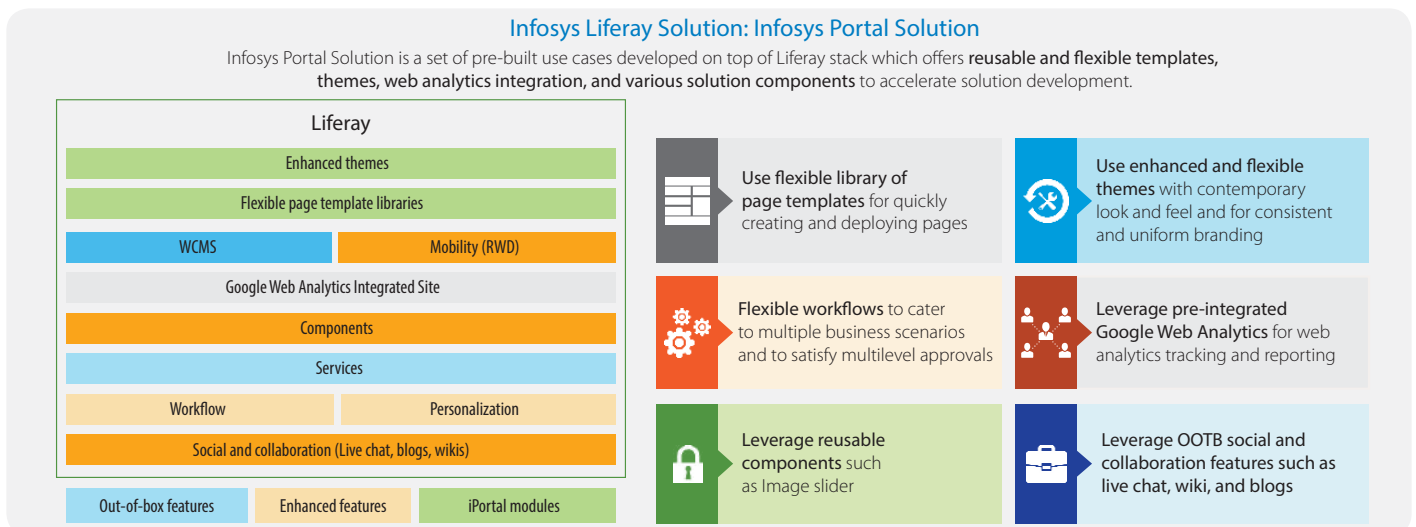 Infosys Liferay Solution: Infosys Portal Solution
Infosys Portal Solution is a set of pre-built use cases developed on top of Liferay stack which offers reusable and flexible templates,
themes, web analytics integration, and various solution components to accelerate solution development.
Liferay
Enhanced themes
Flexible page template libraries
WCMS
Mobility (RWD)
Google Web Analytics Integrated Site
Components
Services
Workflow
Personalization
Social and collaboration (Live chat, blogs, wikis)
Out-of-box features
Enhanced features
iPortal modules
Use flexible library of
page templates for quickly
creating and deploying pages
Use enhanced and flexible
themes with contemporary
look and feel and for consistent
and uniform branding
Flexible workflows to cater
to multiple business scenarios
and to satisfy multilevel approvals
Leverage pre-integrated
Google Web Analytics for web
analytics tracking and reporting
Leverage reusable
components such
as Image slider
Leverage OOTB social and
collaboration features such as
live chat, wiki, and blogs